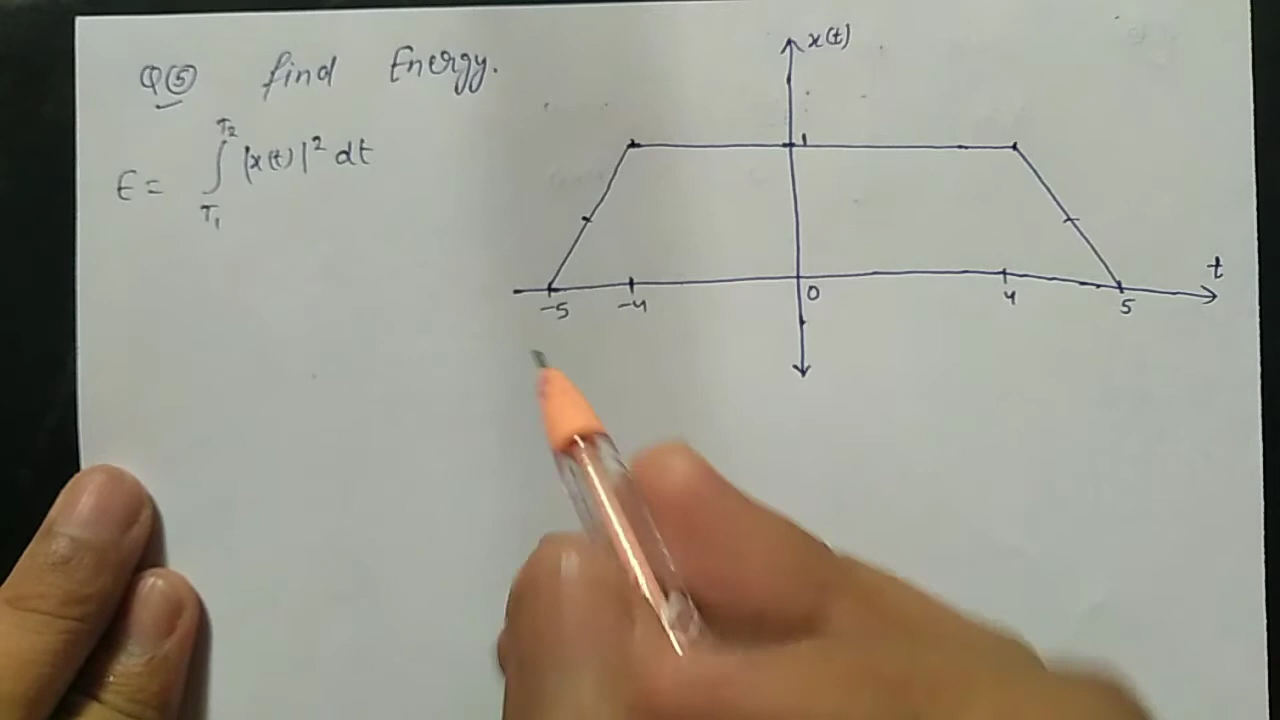 Q⑤ find Energy.
E = ∫_{T₁}^{T₂} |x(t)|² dt
x(t)
1
t
-5 -4 0 4 5